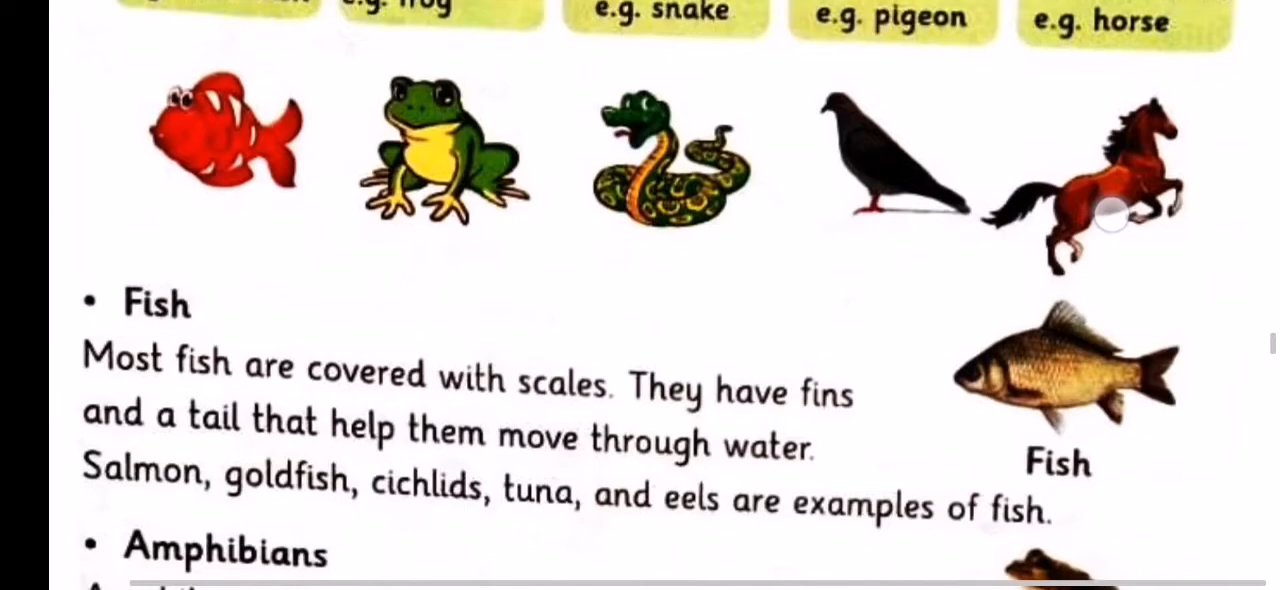 e.g. frog
e.g. snake
e.g. pigeon
e.g. horse
• Fish
Most fish are covered with scales. They have fins
and a tail that help them move through water.
Salmon, goldfish, cichlids, tuna, and eels are examples of fish.
Fish
• Amphibians